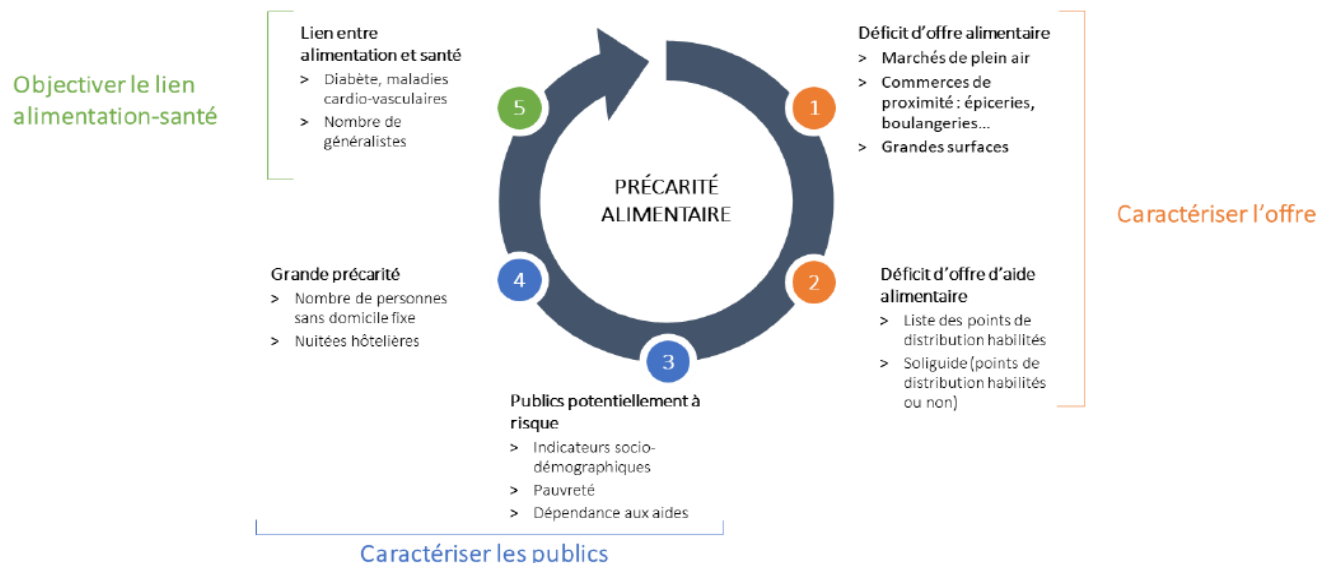 Objectiver le lien
alimentation-santé
Lien entre
alimentation et santé
> Diabète, maladies
cardio-vasculaires
> Nombre de
généralistes
5
PRÉCARITÉ
ALIMENTAIRE
1
Déficit d'offre alimentaire
> Marchés de plein air
> Commerces de
proximité : épiceries,
boulangeries...
> Grandes surfaces
Caractériser l'offre
2
Déficit d'offre d'aide
alimentaire
> Liste des points de
distribution habilités
> Soliguide (points de
distribution habilités
ou non)
Grande précarité
> Nombre de personnes
sans domicile fixe
> Nuitées hôtelières
4
3
Publics potentiellement à
risque
> Indicateurs socio-
démographiques
> Pauvreté
> Dépendance aux aides
Caractériser les publics